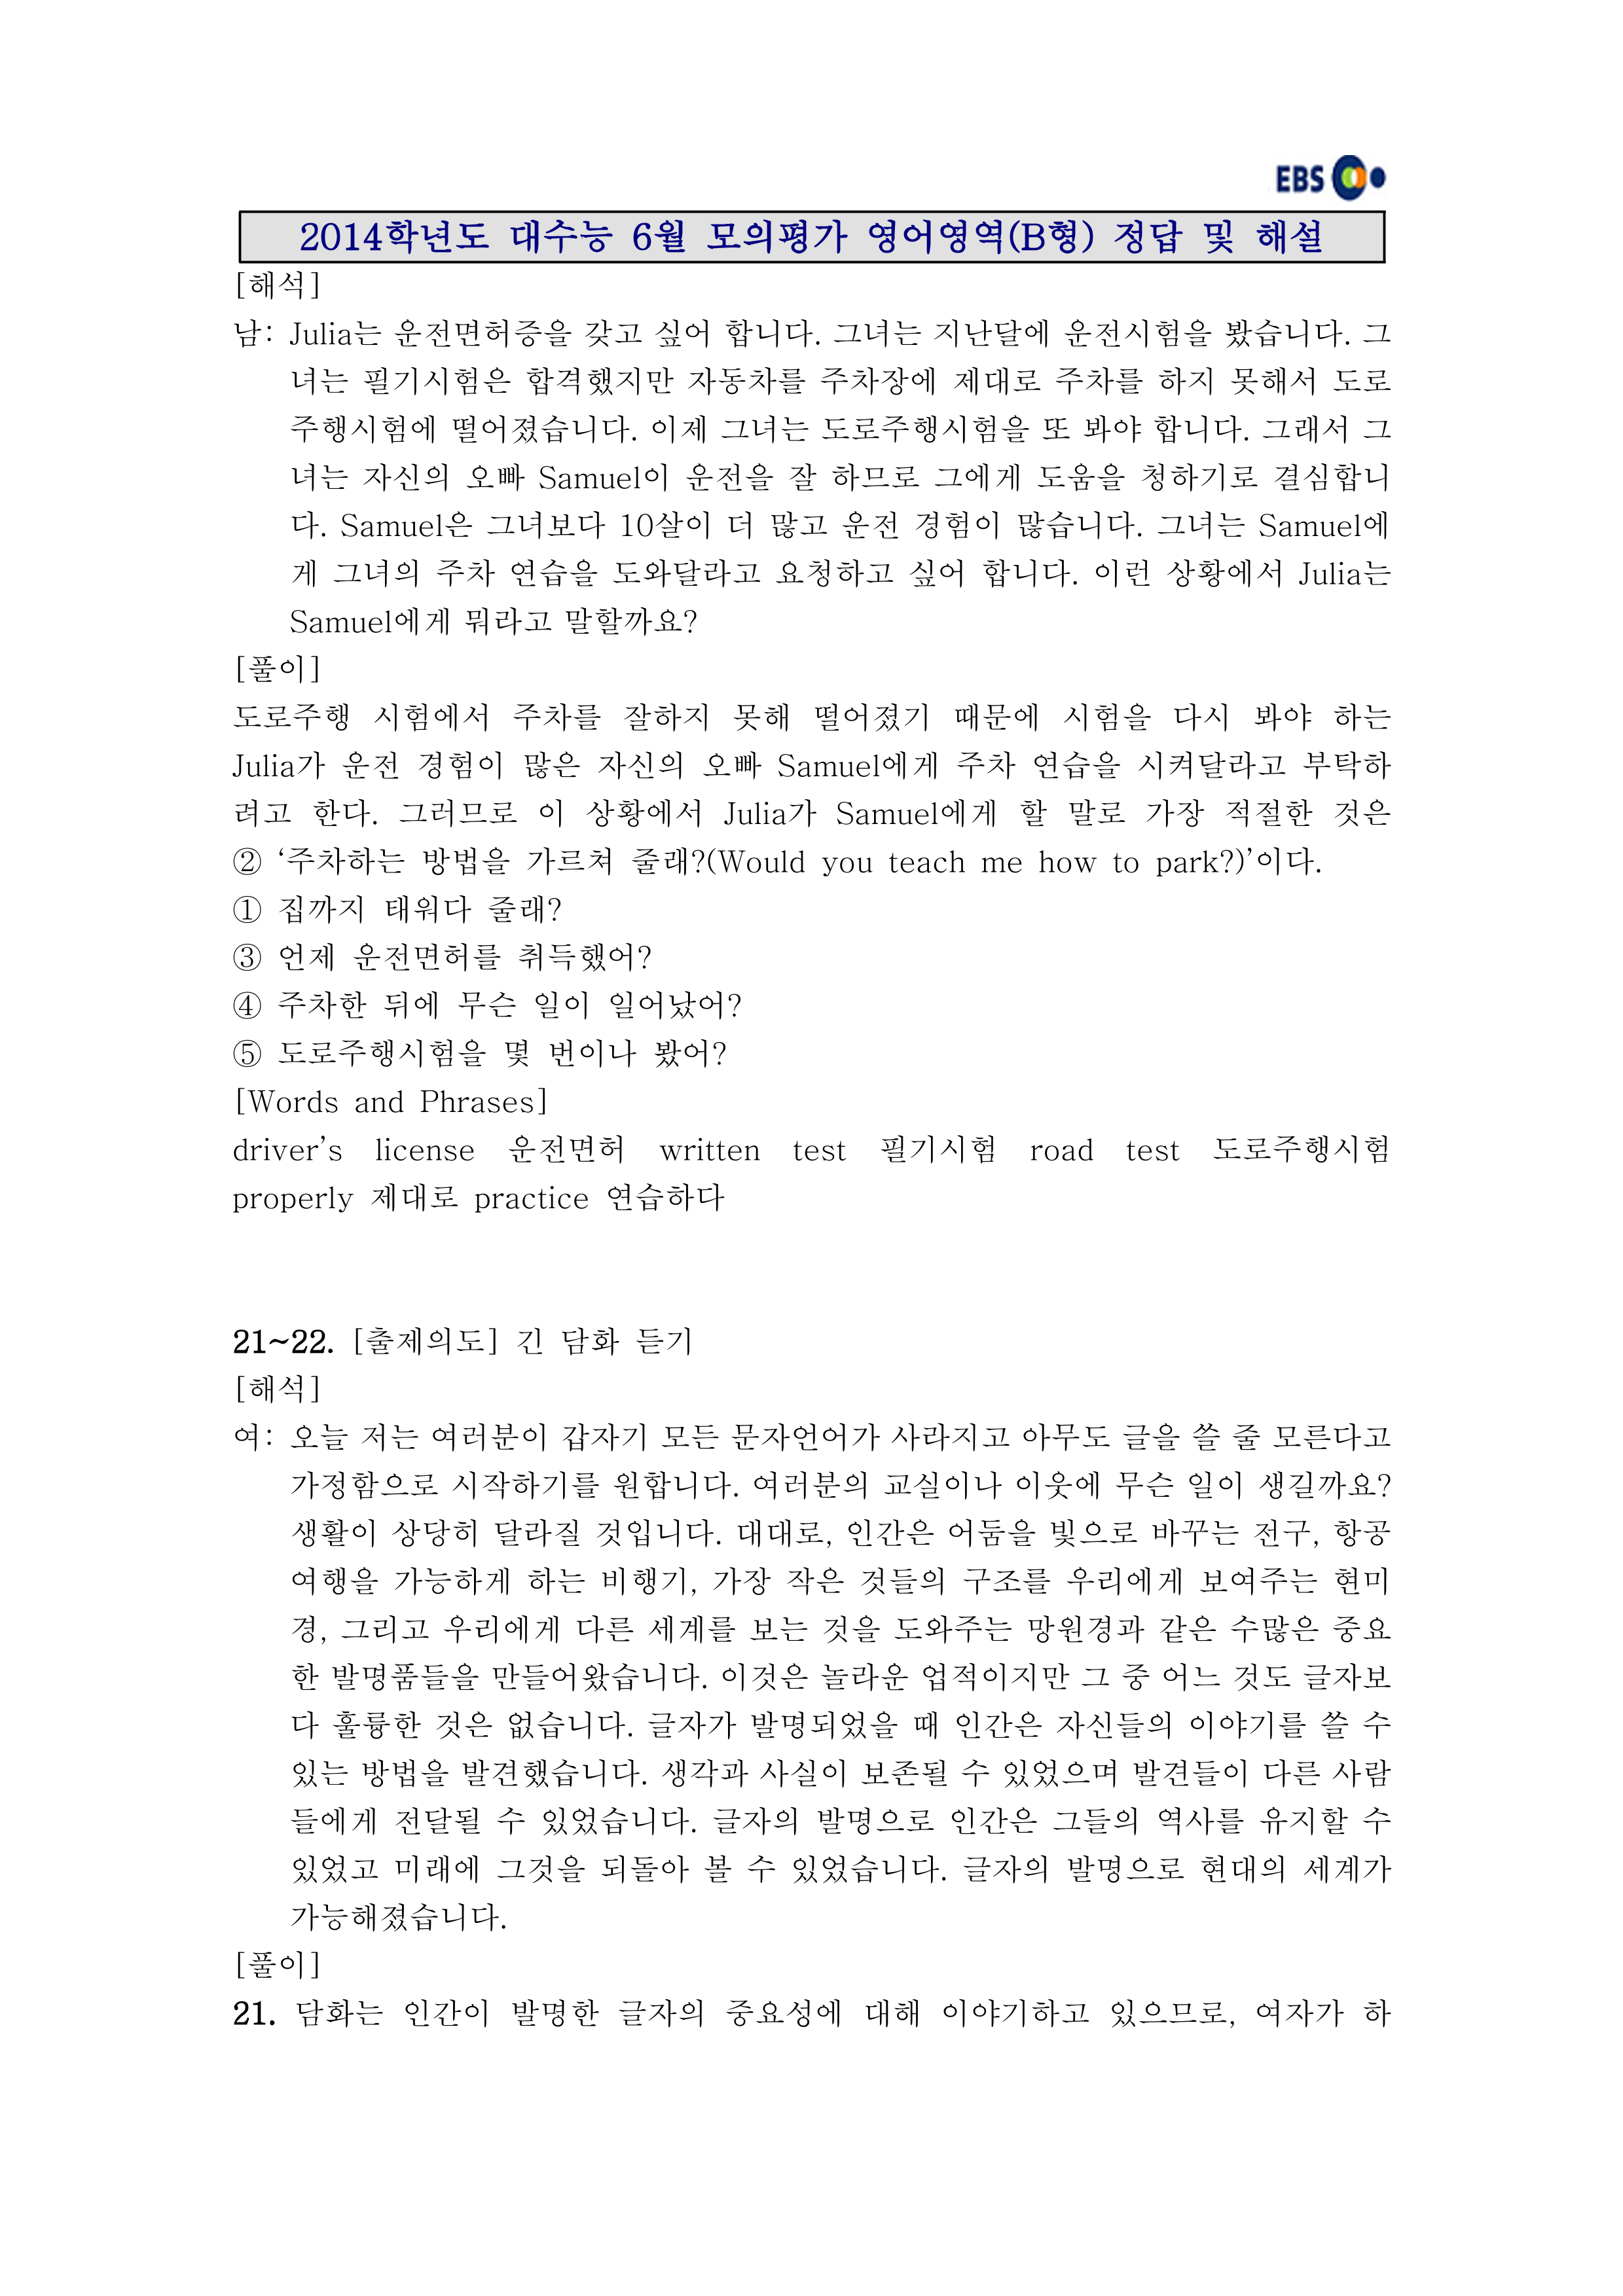 EBS
2014학년도 대수능 6월 모의평가 영어영역(B형) 정답 및 해설
[해석]
남: Julia는 운전면허증을 갖고 싶어 합니다. 그녀는 지난달에 운전시험을 봤습니다. 그
녀는 필기시험은 합격했지만 자동차를 주차장에 제대로 주차를 하지 못해서 도로
주행시험에 떨어졌습니다. 이제 그녀는 도로주행시험을 또 봐야 합니다. 그래서 그
녀는 자신의 오빠 Samuel이 운전을 잘 하므로 그에게 도움을 청하기로 결심합니
다. Samuel은 그녀보다 10살이 더 많고 운전 경험이 많습니다. 그녀는 Samuel에
게 그녀의 주차 연습을 도와달라고 요청하고 싶어 합니다. 이런 상황에서 Julia는
Samuel에게 뭐라고 말할까요?
[풀이]
도로주행 시험에서 주차를 잘하지 못해 떨어졌기 때문에 시험을 다시 봐야 하는
Julia가 운전 경험이 많은 자신의 오빠 Samuel에게 주차 연습을 시켜달라고 부탁하
려고 한다. 그러므로 이 상황에서 Julia가 Samuel에게 할 말로 가장 적절한 것은
② ‘주차하는 방법을 가르쳐 줄래?(Would you teach me how to park?)’이다.
① 집까지 태워다 줄래?
③ 언제 운전면허를 취득했어?
④ 주차한 뒤에 무슨 일이 일어났어?
⑤ 도로주행시험을 몇 번이나 봤어?
[Words and Phrases]
driver’s license 운전면허 written test 필기시험 road test 도로주행시험
properly 제대로 practice 연습하다
21~22. [출제의도] 긴 담화 듣기
[해석]
여: 오늘 저는 여러분이 갑자기 모든 문자언어가 사라지고 아무도 글을 쓸 줄 모른다고
가정함으로 시작하기를 원합니다. 여러분의 교실이나 이웃에 무슨 일이 생길까요?
생활이 상당히 달라질 것입니다. 대대로, 인간은 어둠을 빛으로 바꾸는 전구, 항공
여행을 가능하게 하는 비행기, 가장 작은 것들의 구조를 우리에게 보여주는 현미
경, 그리고 우리에게 다른 세계를 보는 것을 도와주는 망원경과 같은 수많은 중요
한 발명품들을 만들어왔습니다. 이것은 놀라운 업적이지만 그 중 어느 것도 글자보
다 훌륭한 것은 없습니다. 글자가 발명되었을 때 인간은 자신들의 이야기를 쓸 수
있는 방법을 발견했습니다. 생각과 사실이 보존될 수 있었으며 발견들이 다른 사람
들에게 전달될 수 있었습니다. 글자의 발명으로 인간은 그들의 역사를 유지할 수
있었고 미래에 그것을 되돌아 볼 수 있었습니다. 글자의 발명으로 현대의 세계가
가능해졌습니다.
[풀이]
21. 담화는 인간이 발명한 글자의 중요성에 대해 이야기하고 있으므로, 여자가 하